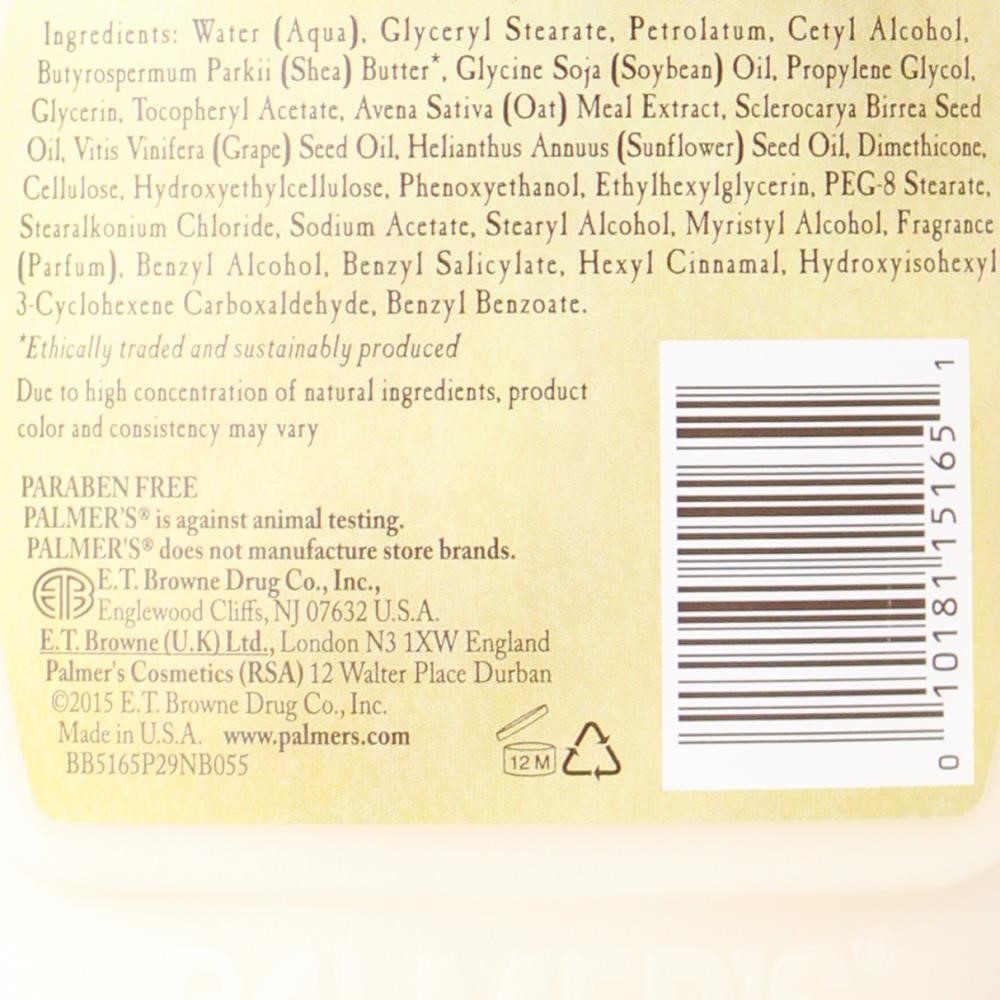 Ingredients: Water (Aqua), Glyceryl Stearate, Petrolatum, Cetyl Alcohol,
Butyrospermum Parkii (Shea) Butter*, Glycine Soja (Soybean) Oil, Propylene Glycol,
Glycerin, Tocopheryl Acetate, Avena Sativa (Oat) Meal Extract, Sclerocarya Birrea Seed
Oil, Vitis Vinifera (Grape) Seed Oil, Helianthus Annuus (Sunflower) Seed Oil, Dimethicone,
Cellulose, Hydroxyethylcellulose, Phenoxyethanol, Ethylhexylglycerin, PEG-8 Stearate,
Stearalkonium Chloride, Sodium Acetate, Stearyl Alcohol, Myristyl Alcohol, Fragrance
(Parfum), Benzyl Alcohol, Benzyl Salicylate, Hexyl Cinnamal, Hydroxyisohexyl
3-Cyclohexene Carboxaldehyde, Benzyl Benzoate.
*Ethically traded and sustainably produced
Due to high concentration of natural ingredients, product
color and consistency may vary
PARABEN FREE
PALMER'S® is against animal testing.
PALMER'S® does not manufacture store brands.
ETB E.T. Browne Drug Co., Inc.,
Englewood Cliffs, NJ 07632 U.S.A.
E.T. Browne (U.K) Ltd., London N3 1XW England
Palmer's Cosmetics (RSA) 12 Walter Place Durban
©2015 E.T. Browne Drug Co., Inc.
Made in U.S.A. www.palmers.com
BB5165P29NB055
12 M
0 10181 15165 1
PALMER'S